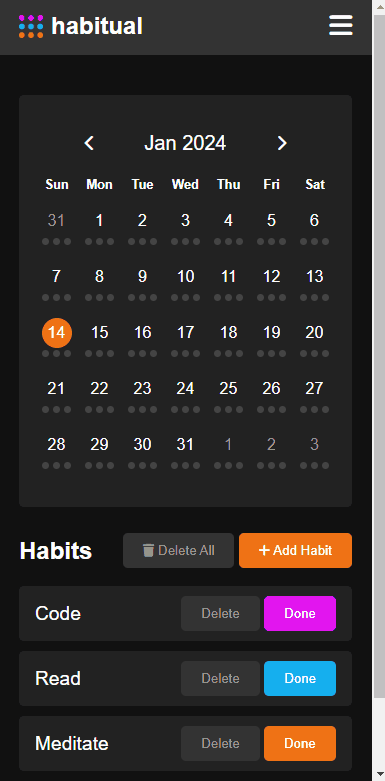 habitual
Jan 2024
Sun Mon Tue Wed Thu Fri Sat
31 1 2 3 4 5 6
7 8 9 10 11 12 13
14 15 16 17 18 19 20
21 22 23 24 25 26 27
28 29 30 31 1 2 3
Habits Delete All Add Habit
Code Delete Done
Read Delete Done
Meditate Delete Done